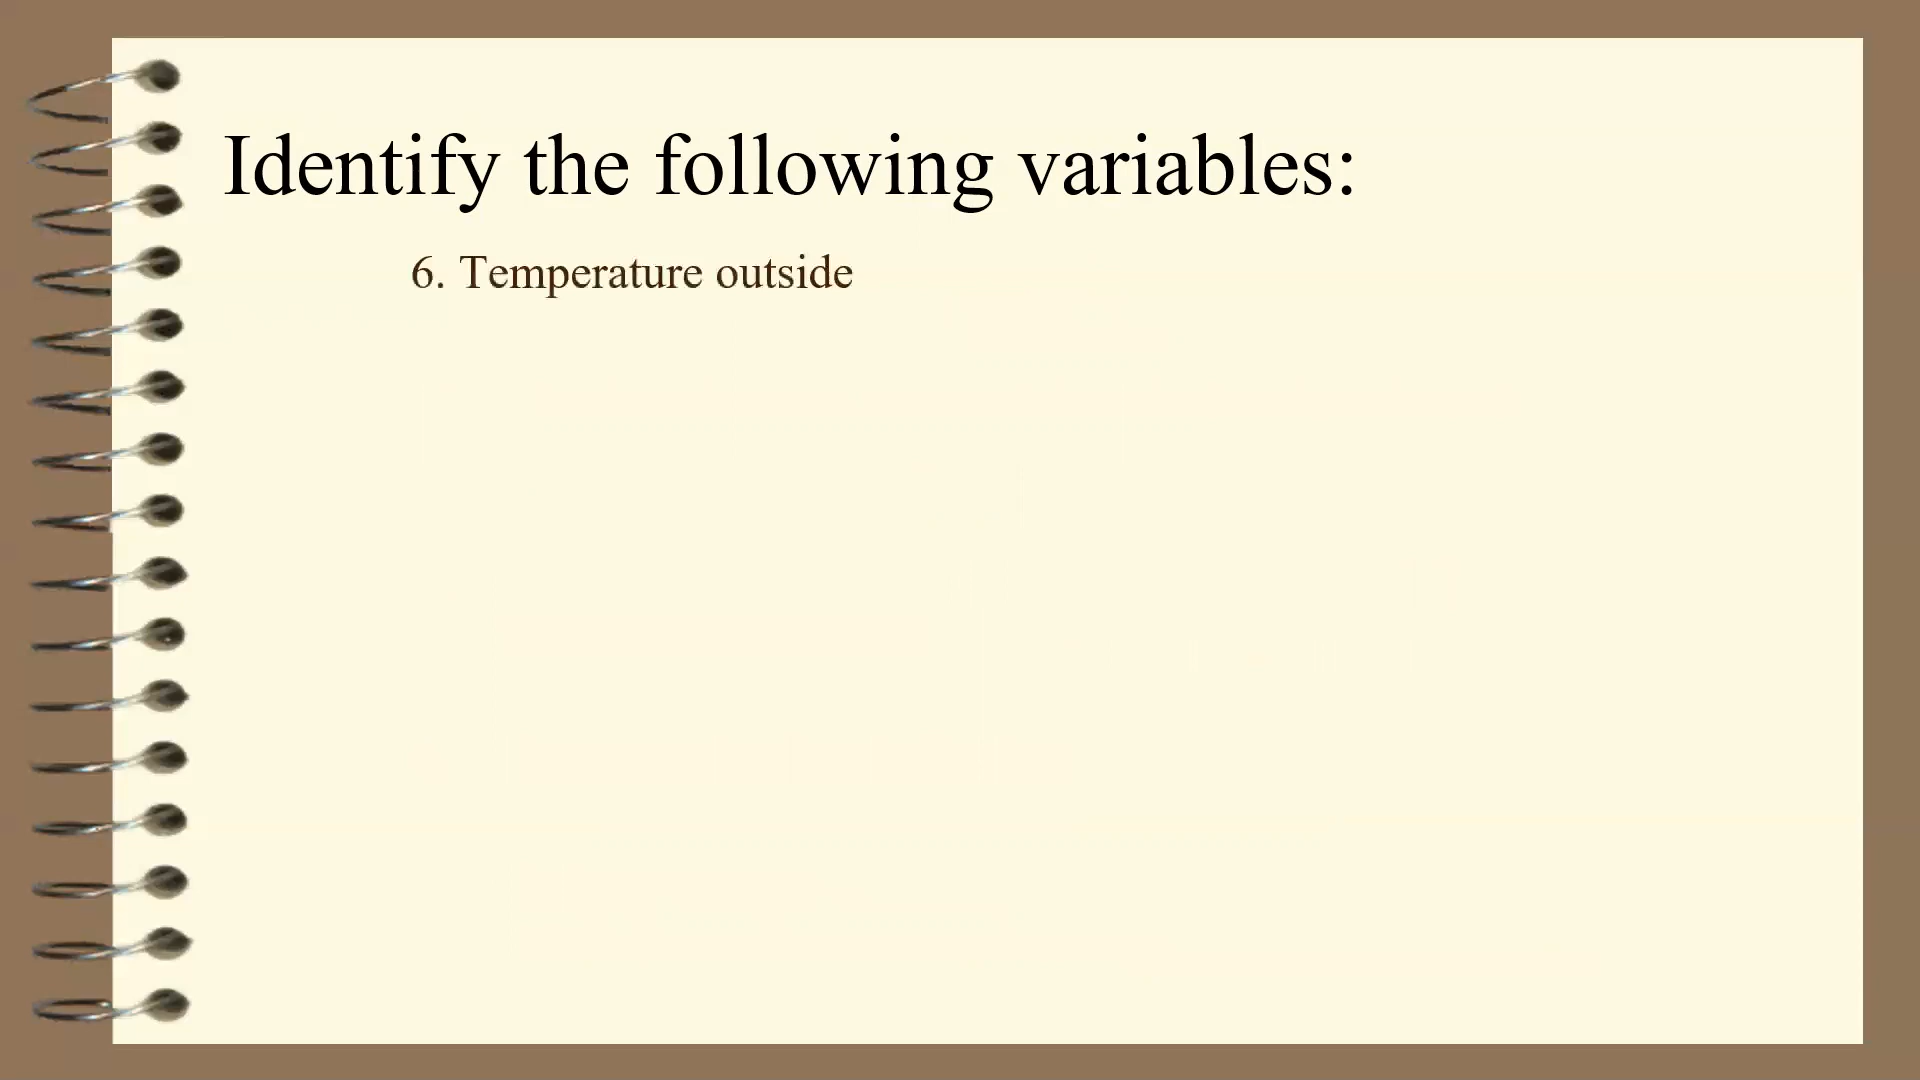 Identify the following variables:
6. Temperature outside